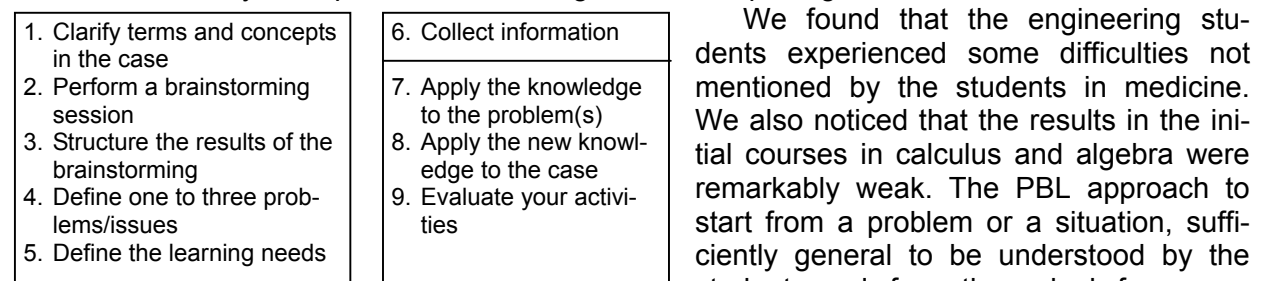 1. Clarify terms and concepts
in the case
2. Perform a brainstorming
session
3. Structure the results of the
brainstorming
4. Define one to three prob-
lems/issues
5. Define the learning needs
6. Collect information
7. Apply the knowledge
to the problem(s)
8. Apply the new knowl-
edge to the case
9. Evaluate your activi-
ties
We found that the engineering stu-
dents experienced some difficulties not
mentioned by the students in medicine.
We also noticed that the results in the ini-
tial courses in calculus and algebra were
remarkably weak. The PBL approach to
start from a problem or a situation, suffi-
ciently general to be understood by the